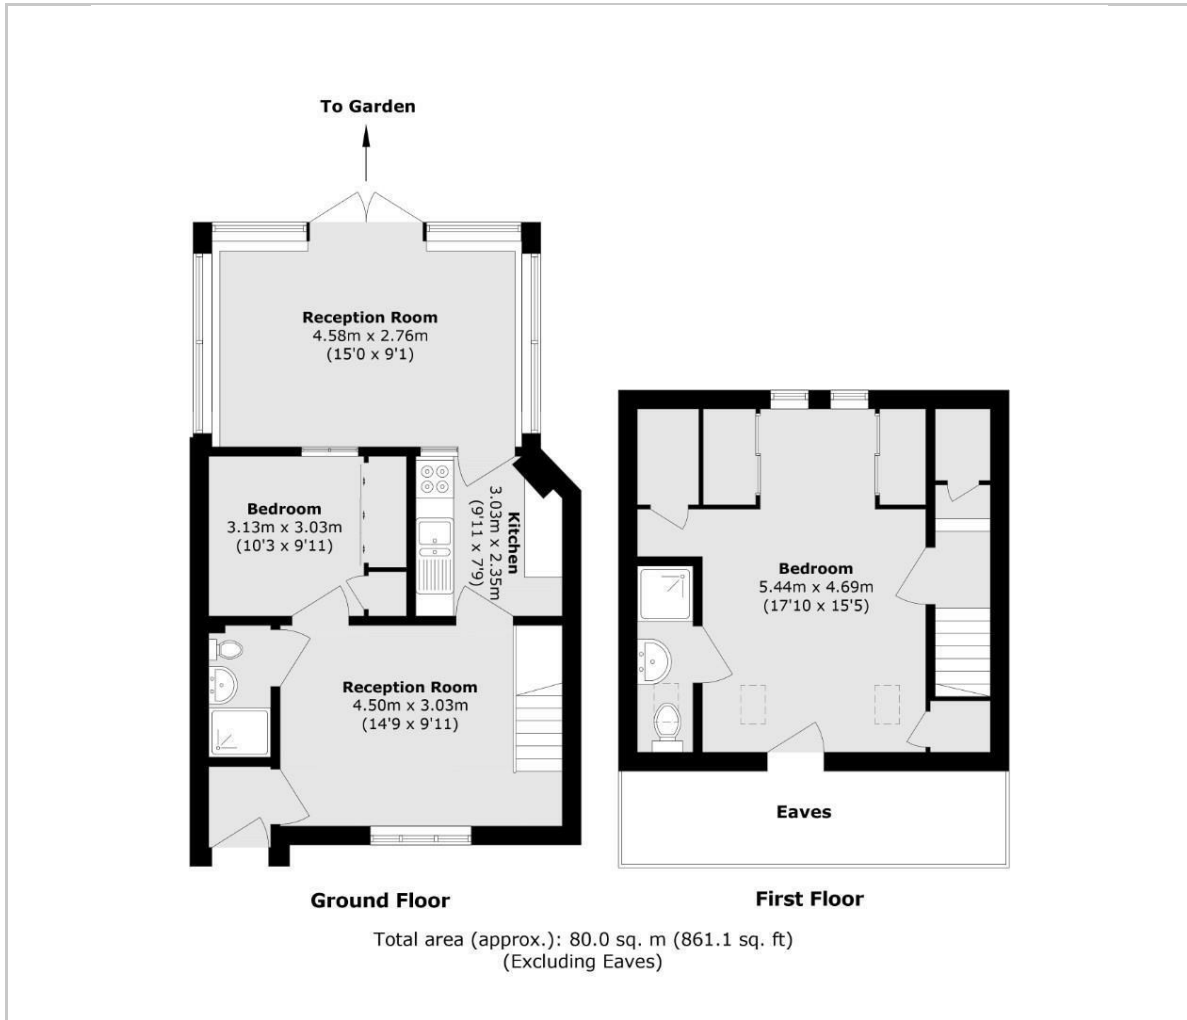 To Garden
Reception Room
4.58m x 2.76m
(15'0 x 9'1)
Bedroom
3.13m x 3.03m
(10'3 x 9'11)
Kitchen
3.03m x 2.35m
(9'11 x 7'9)
Reception Room
4.50m x 3.03m
(14'9 x 9'11)
Ground Floor
Bedroom
5.44m x 4.69m
(17'10 x 15'5)
Eaves
First Floor
Total area (approx.): 80.0 sq. m (861.1 sq. ft)
(Excluding Eaves)